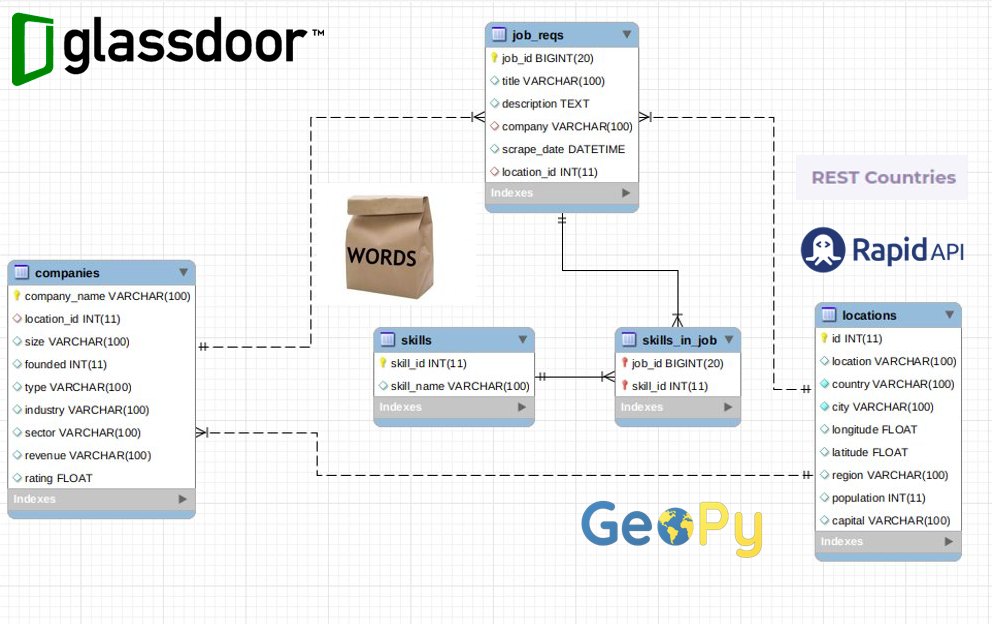 glassdoor™
job_reqs
job_id BIGINT(20)
title VARCHAR(100)
description TEXT
company VARCHAR(100)
scrape_date DATETIME
location_id INT(11)
Indexes
REST Countries
Rapid API
WORDS
companies
company_name VARCHAR(100)
location_id INT(11)
size VARCHAR(100)
founded INT(11)
type VARCHAR(100)
industry VARCHAR(100)
sector VARCHAR(100)
revenue VARCHAR(100)
rating FLOAT
Indexes
skills
skill_id INT(11)
skill_name VARCHAR(100)
Indexes
skills_in_job
job_id BIGINT(20)
skill_id INT(11)
Indexes
locations
id INT(11)
location VARCHAR(100)
country VARCHAR(100)
city VARCHAR(100)
longitude FLOAT
latitude FLOAT
region VARCHAR(100)
population INT(11)
capital VARCHAR(100)
Indexes
GeoPy